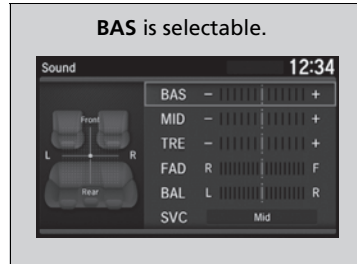 BAS is selectable.
Sound 12:34
BAS - +
MID - +
Front
TRE - +
L R
FAD R F
Rear
BAL L R
SVC Mid